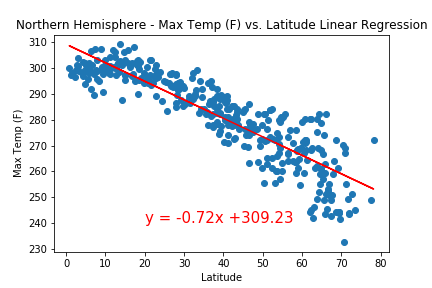 Northern Hemisphere - Max Temp (F) vs. Latitude Linear Regression
310
300
290
280
270
260
250
240
230
Max Temp (F)
y = -0.72x +309.23
0 10 20 30 40 50 60 70 80
Latitude